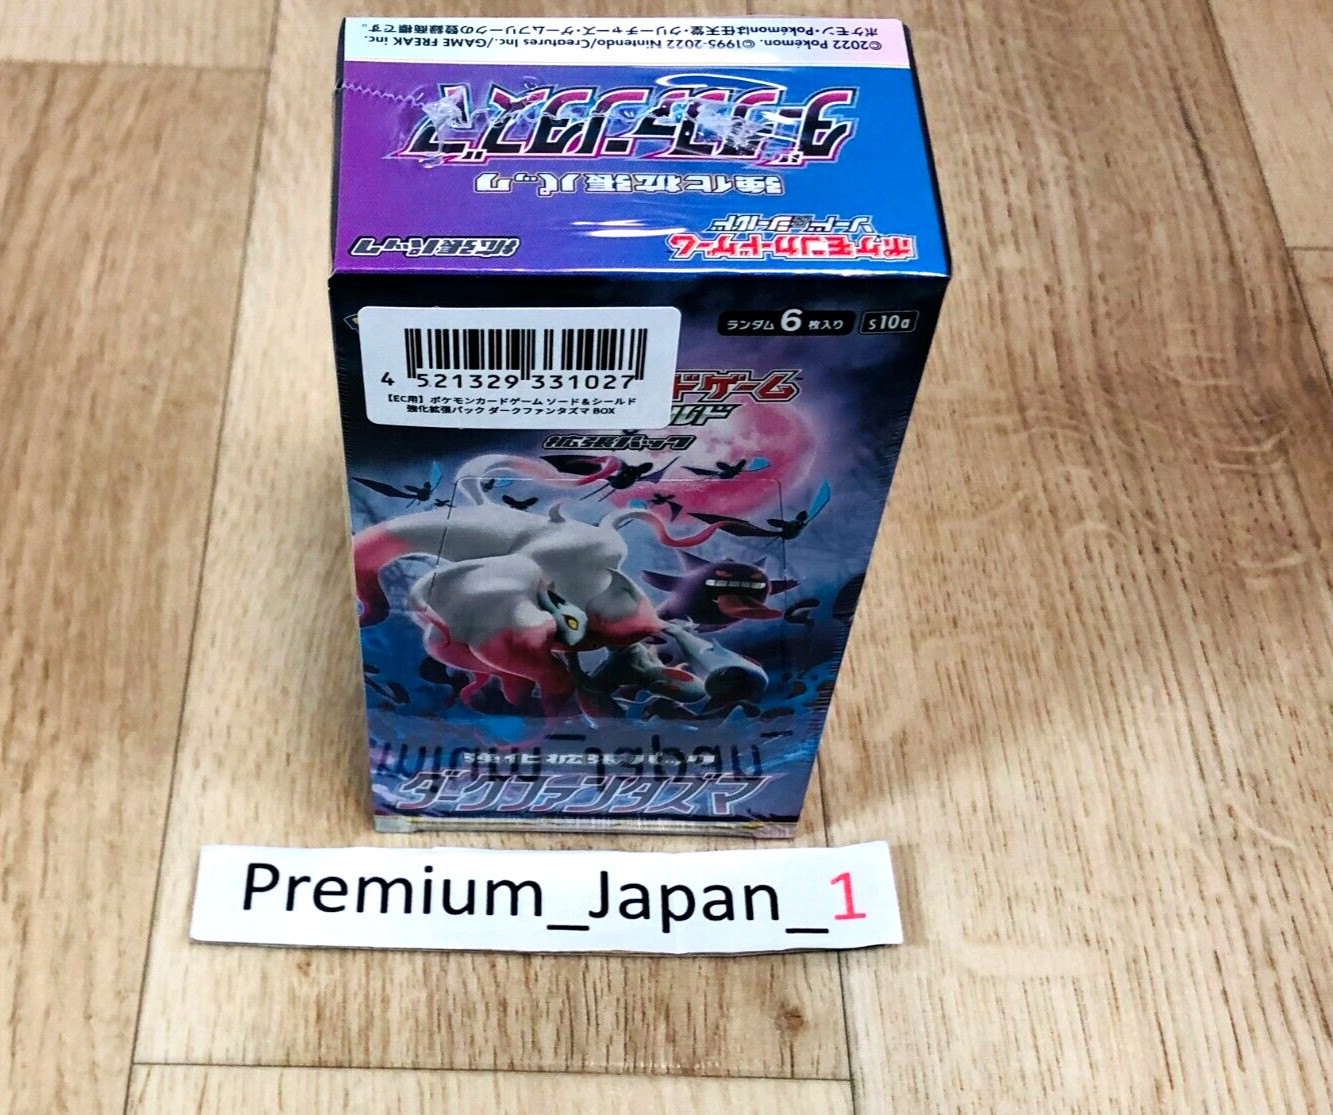 ©2022 Pokémon. ©1995-2022 Nintendo/Creatures Inc./GAME FREAK inc.
ポケモン・Pokémonは任天堂・クリーチャーズ・ゲームフリークの登録商標です。
ダークファンタズマ
強化拡張パック
ポケモンカードゲーム
ソード&シールド
拡張パック
ランダム6枚入り s10a
4 521329 331027
【EC用】ポケモンカードゲーム ソード&シールド
強化拡張パック ダークファンタズマ BOX
ドゲーム
ルド
拡張パック
強化拡張パック
ダークファンタズマ
Premium_Japan_1